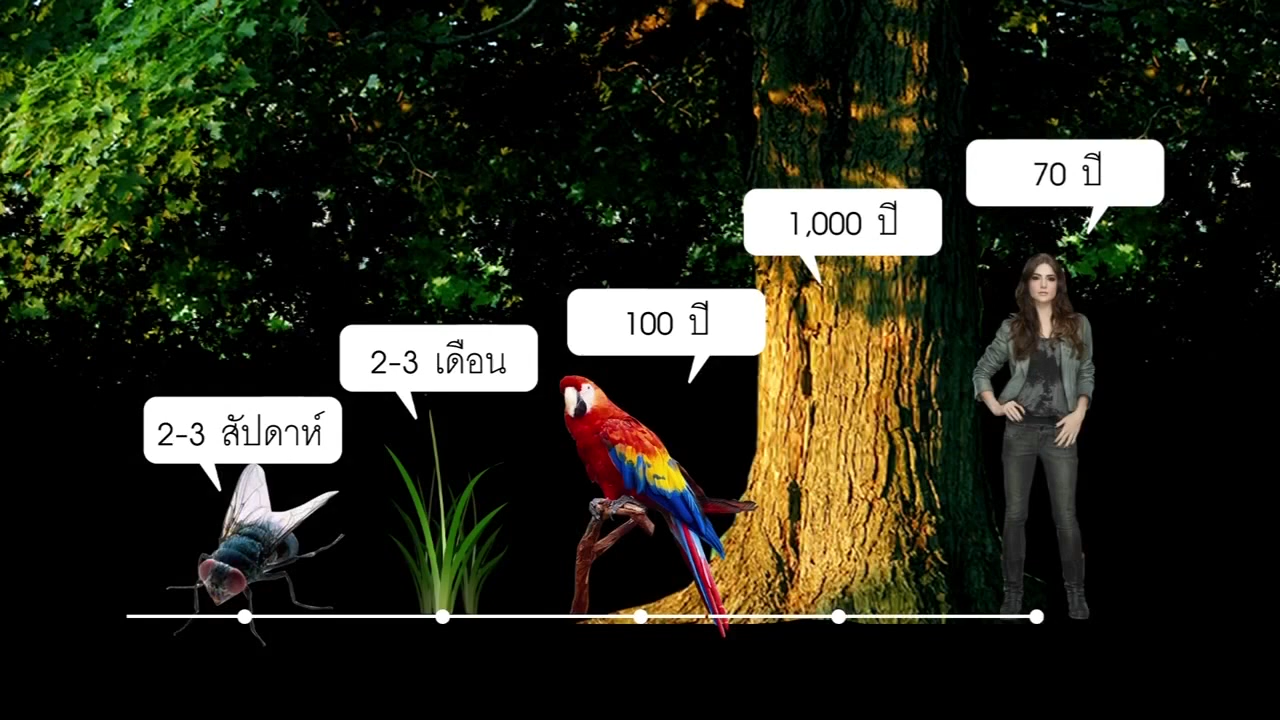 2-3 สัปดาห์
2-3 เดือน
100 ปี
1,000 ปี
70 ปี